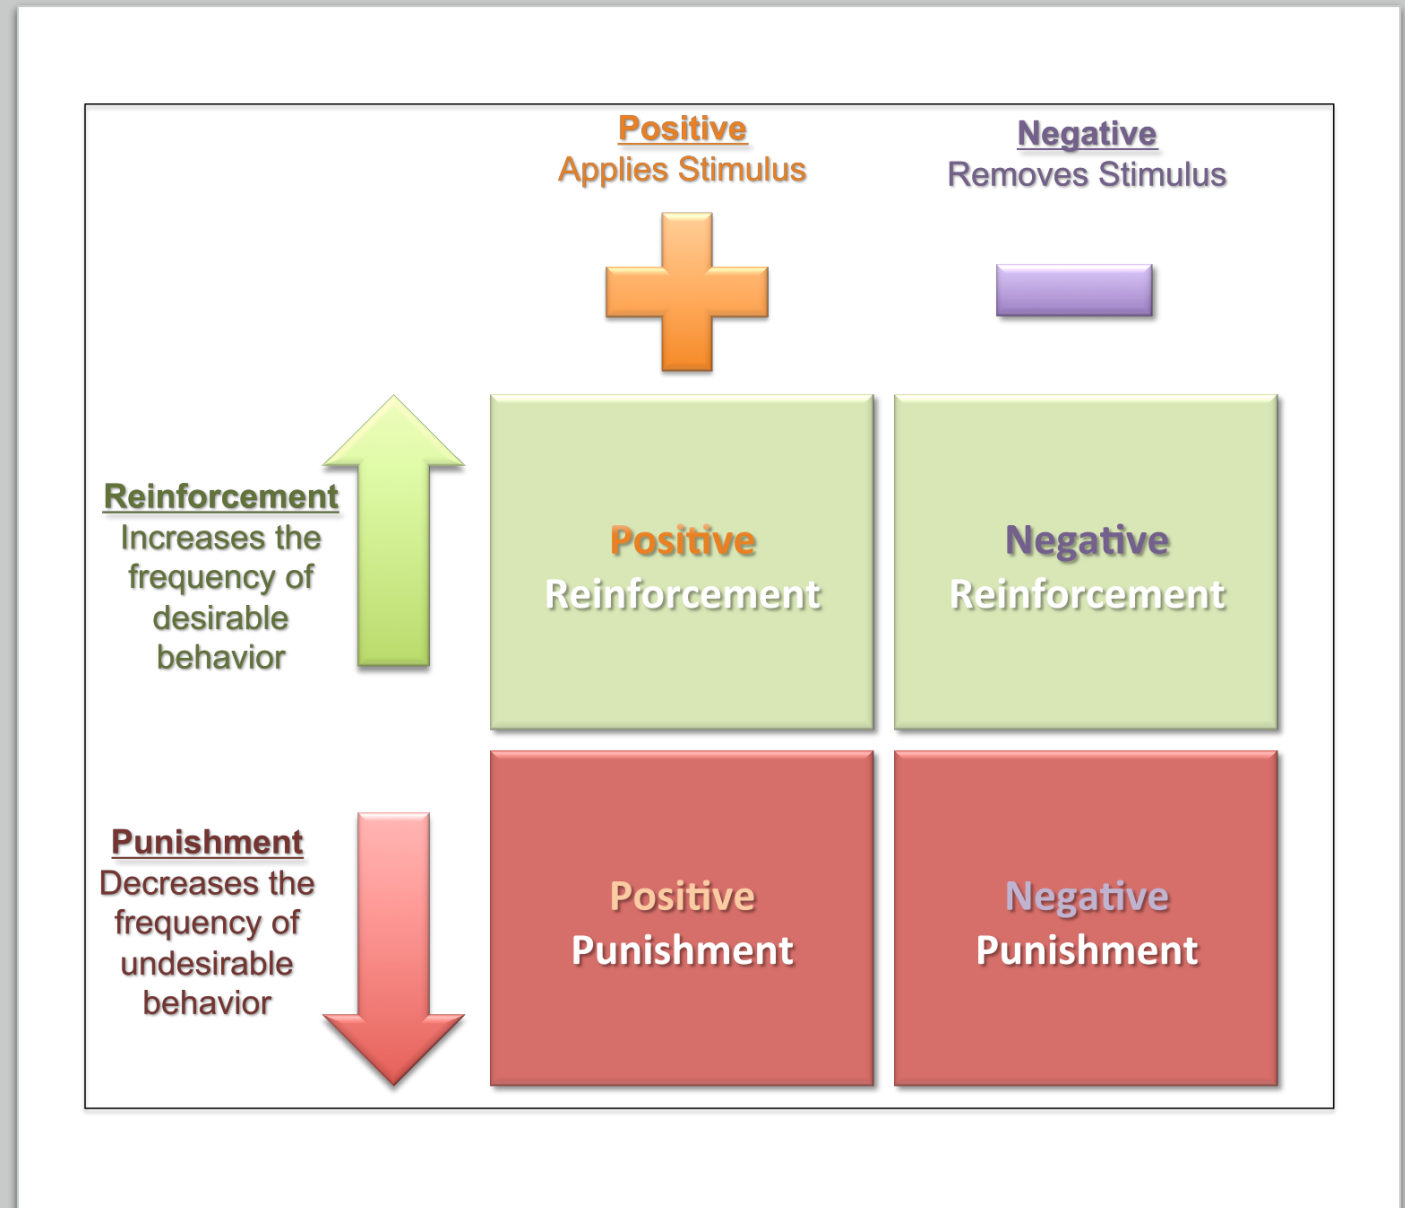 Positive
Applies Stimulus
Negative
Removes Stimulus
Reinforcement
Increases the
frequency of
desirable
behavior
Positive
Reinforcement
Negative
Reinforcement
Punishment
Decreases the
frequency of
undesirable
behavior
Positive
Punishment
Negative
Punishment